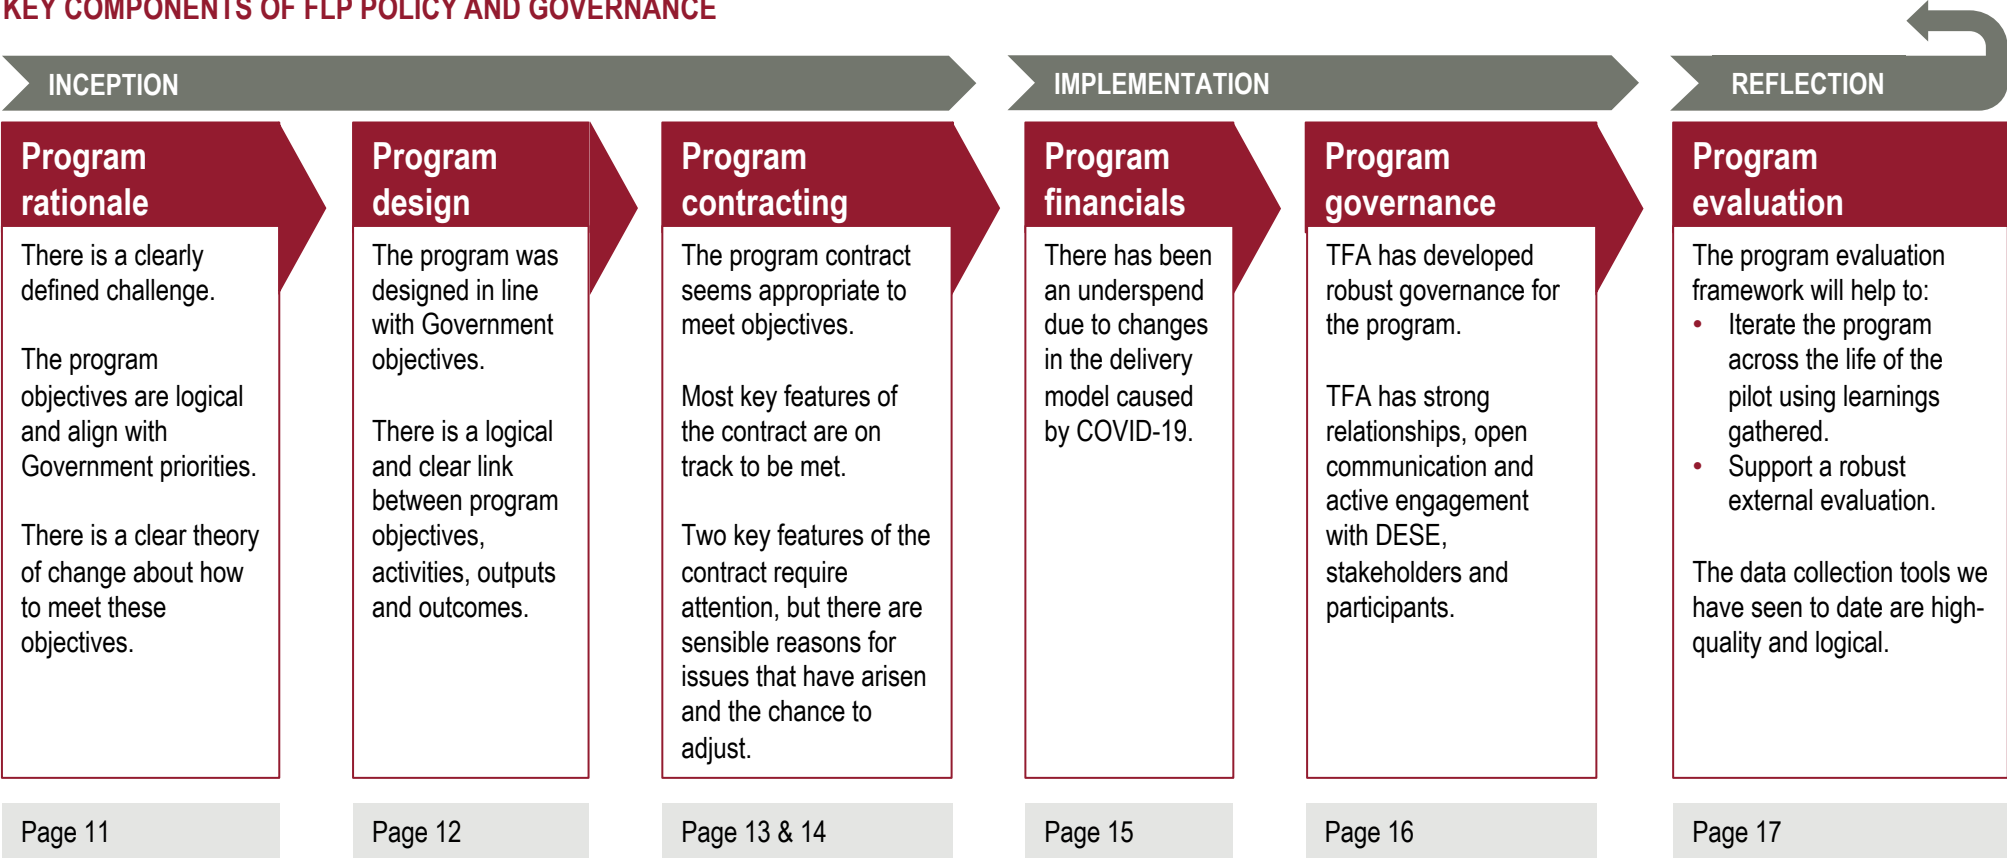 KEY COMPONENTS OF FLP POLICY AND GOVERNANCE
INCEPTION
IMPLEMENTATION
REFLECTION
Program
rationale
There is a clearly
defined challenge.
The program
objectives are logical
and align with
Government priorities.
There is a clear theory
of change about how
to meet these
objectives.
Page 11
Program
design
The program was
designed in line
with Government
objectives.
There is a logical
and clear link
between program
objectives,
activities, outputs
and outcomes.
Page 12
Program
contracting
The program contract
seems appropriate to
meet objectives.
Most key features of
the contract are on
track to be met.
Two key features of the
contract require
attention, but there are
sensible reasons for
issues that have arisen
and the chance to
adjust.
Page 13 & 14
Program
financials
There has been
an underspend
due to changes
in the delivery
model caused
by COVID-19.
Page 15
Program
governance
TFA has developed
robust governance for
the program.
TFA has strong
relationships, open
communication and
active engagement
with DESE,
stakeholders and
participants.
Page 16
Program
evaluation
The program evaluation
framework will help to:
• Iterate the program
across the life of the
pilot using learnings
gathered.
• Support a robust
external evaluation.
The data collection tools we
have seen to date are high-
quality and logical.
Page 17